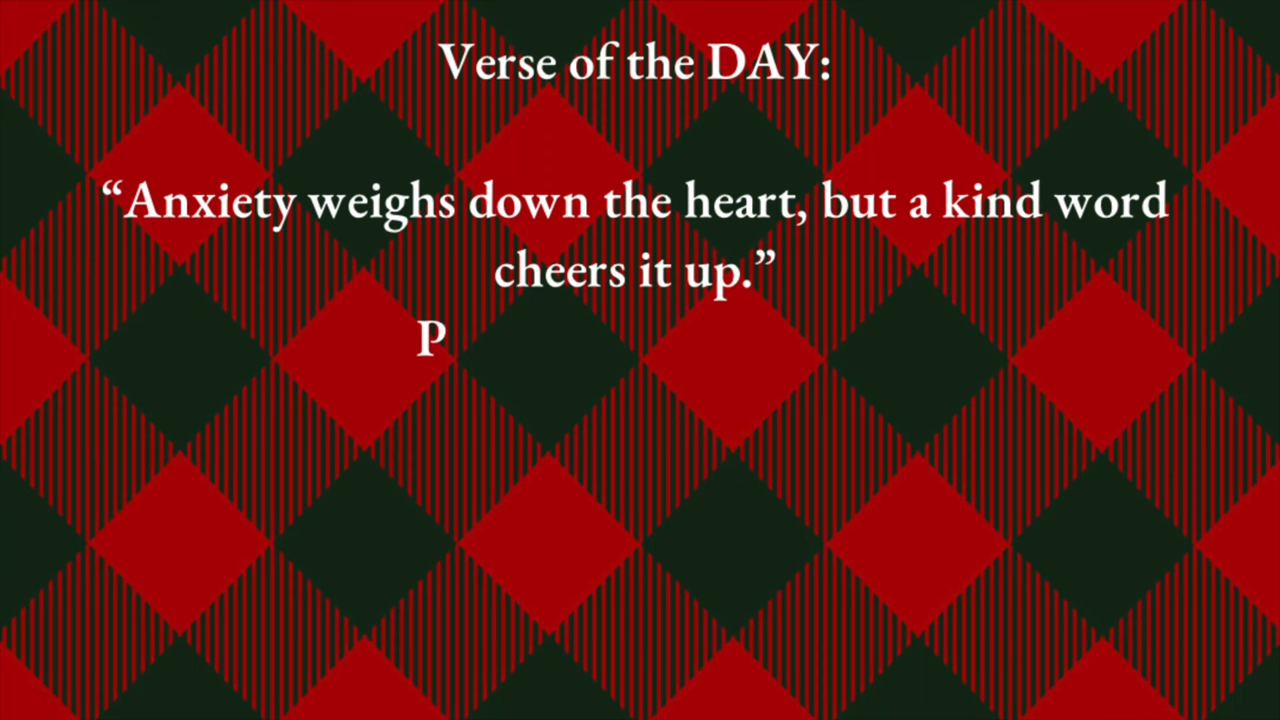 Verse of the DAY:
“Anxiety weighs down the heart, but a kind word
cheers it up.”
P